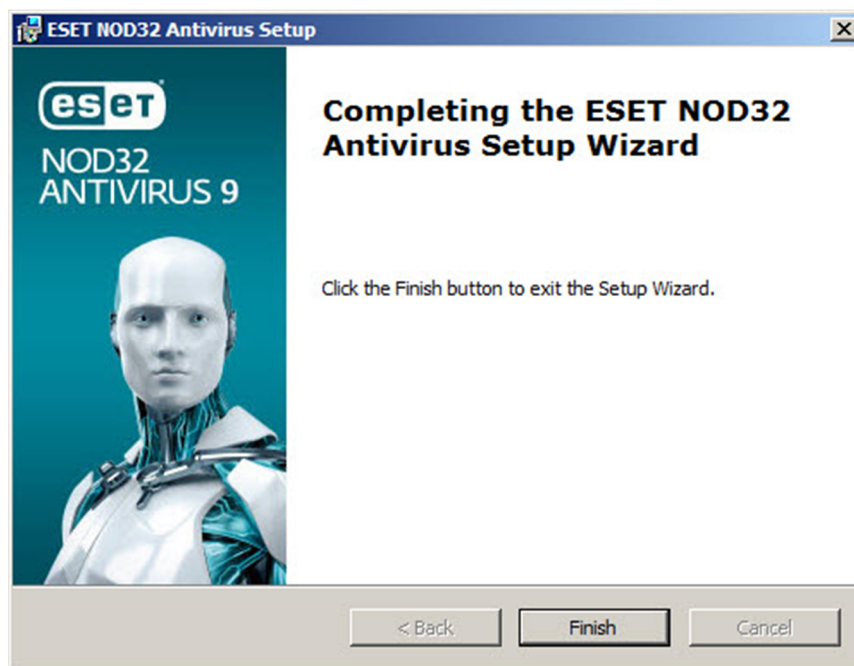 ESET NOD32 Antivirus Setup
eseT
NOD32
ANTIVIRUS 9
Completing the ESET NOD32
Antivirus Setup Wizard
Click the Finish button to exit the Setup Wizard.
< Back
Finish
Cancel